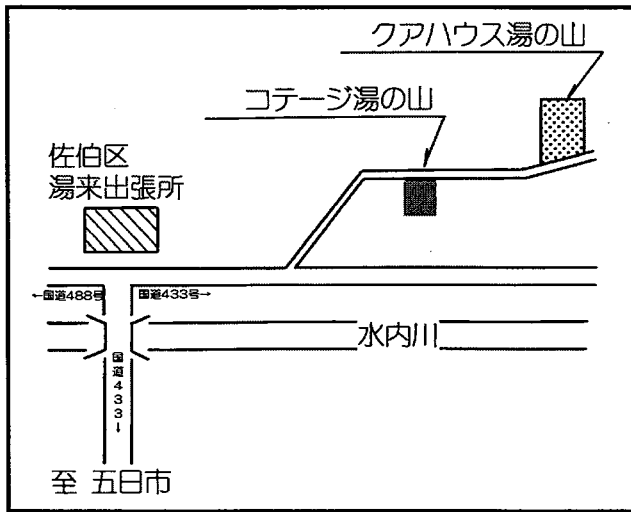 クアハウス湯の山
コテージ湯の山
佐伯区
湯来出張所
←国道488号
国道433号→
水内川
国道433→
至 五日市